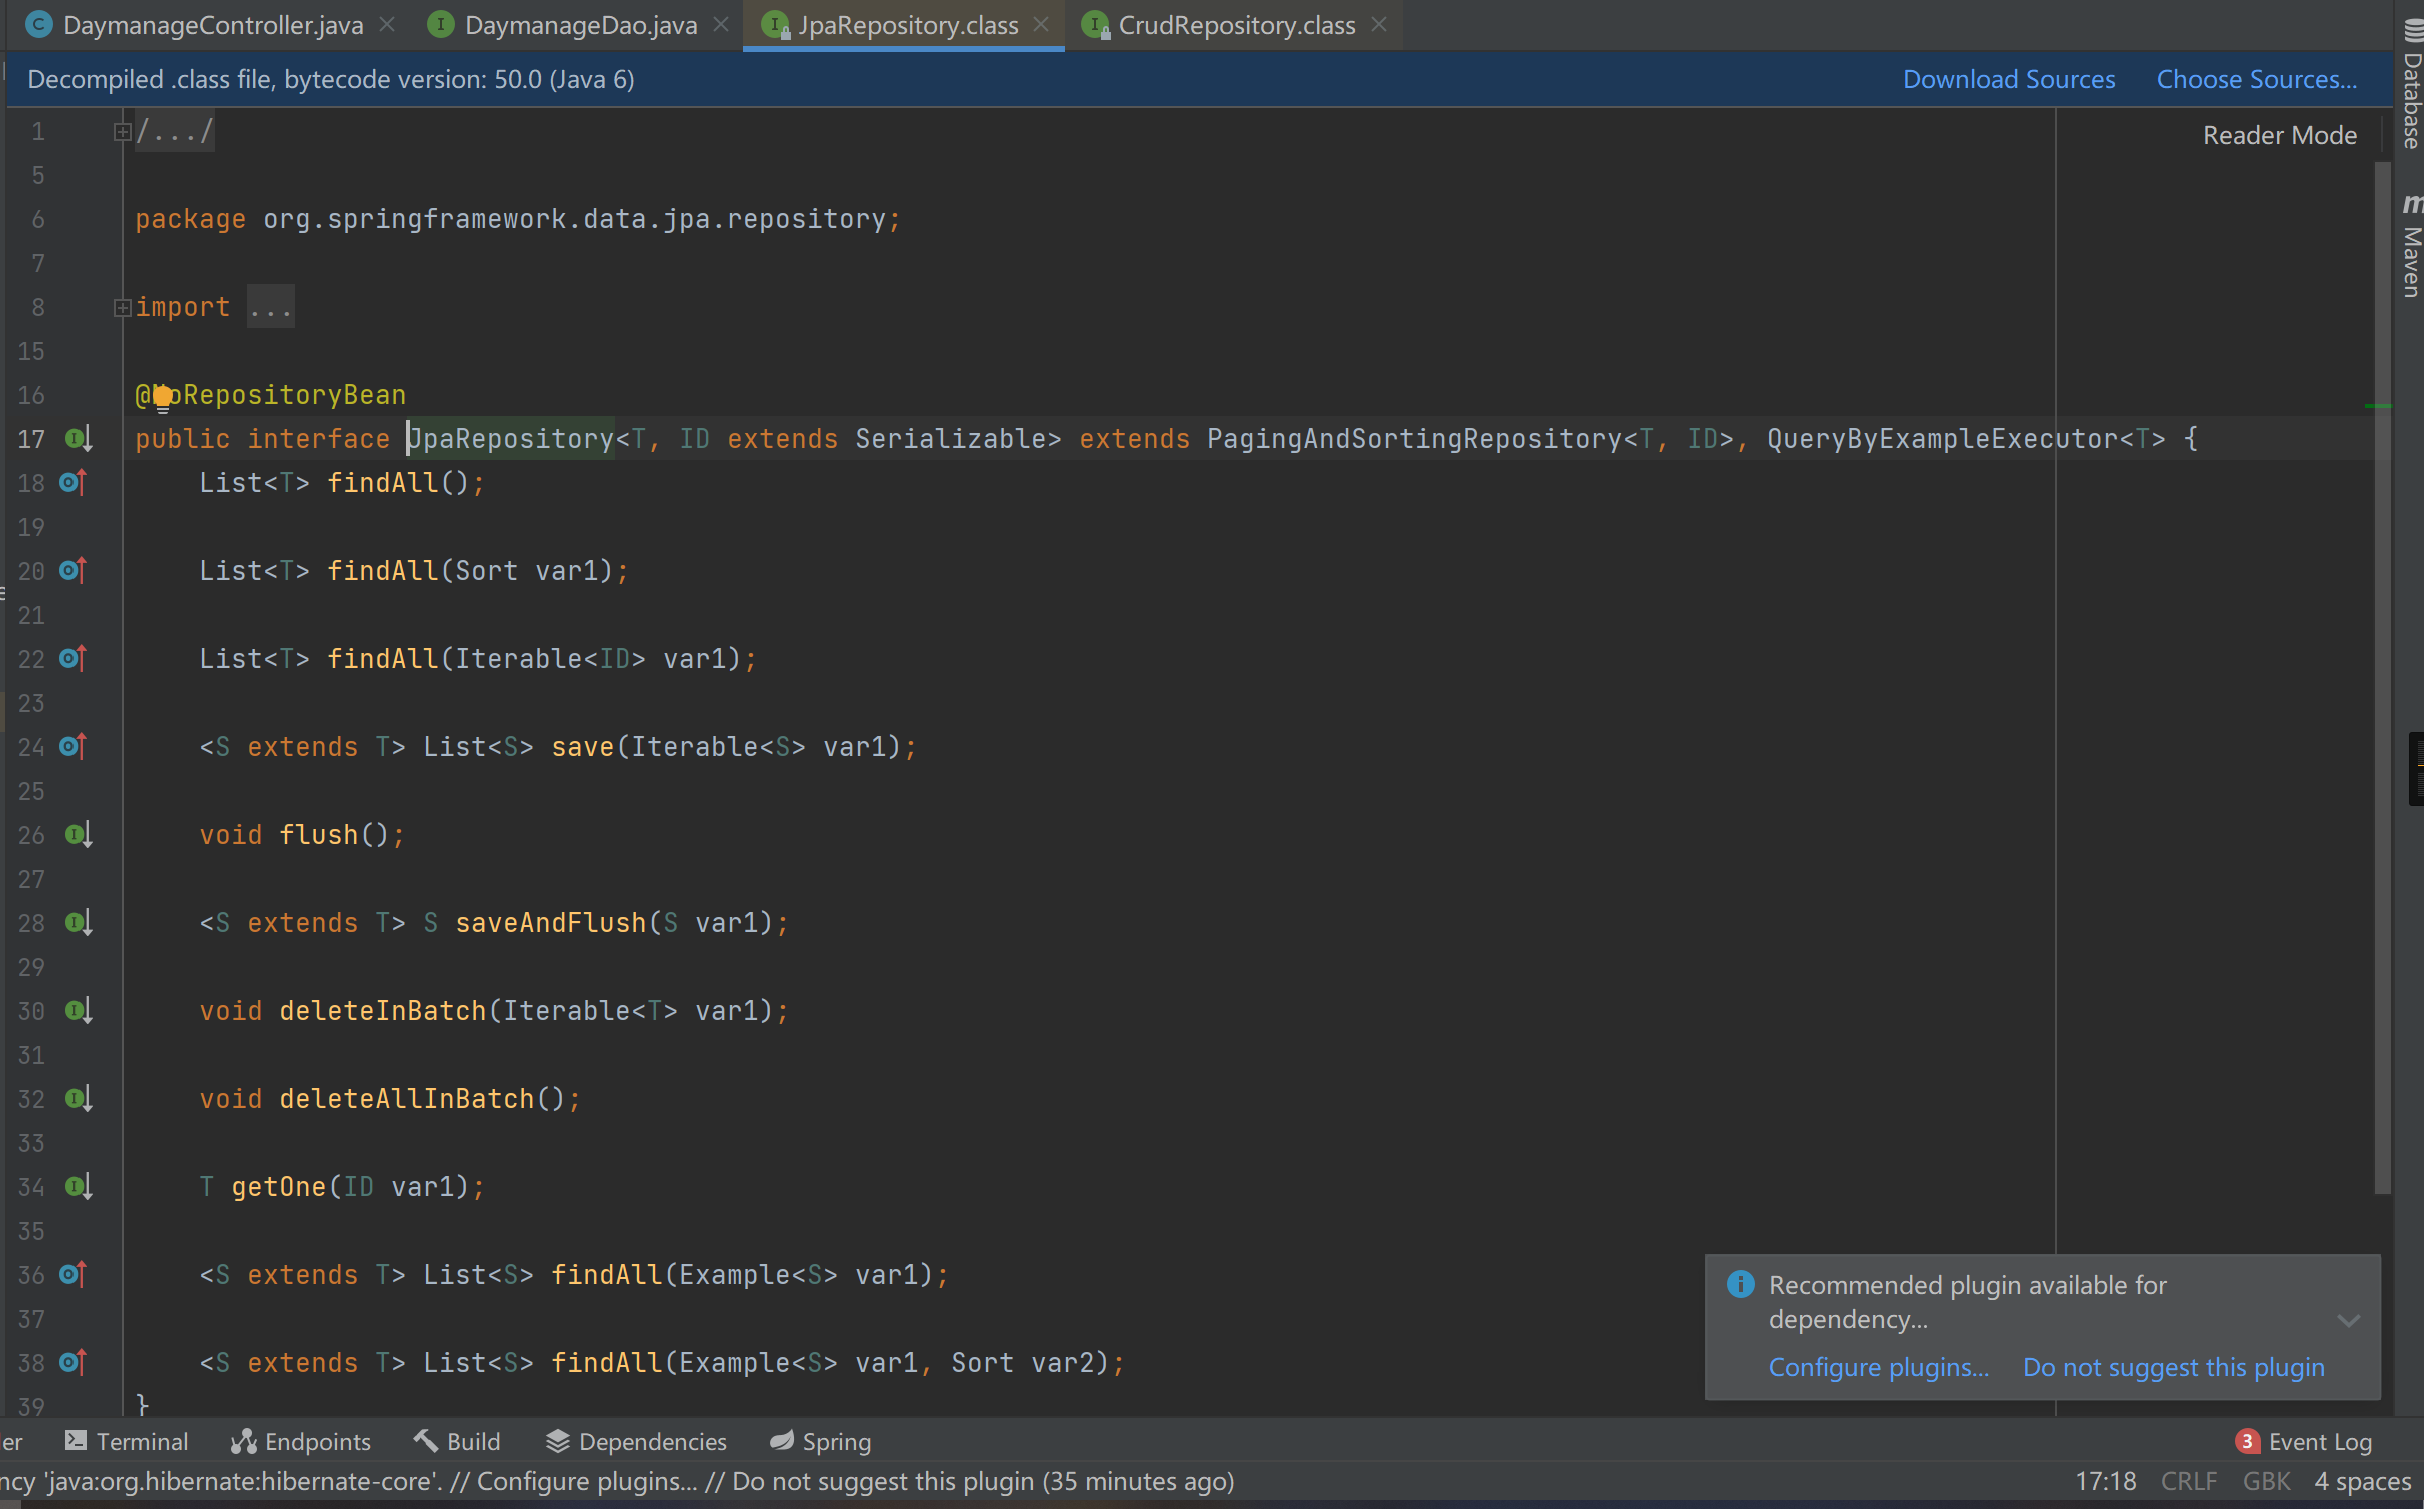 DaymanageController.java DaymanageDao.java JpaRepository.class CrudRepository.class
Decompiled .class file, bytecode version: 50.0 (Java 6) Download Sources Choose Sources...
Reader Mode
1 /.../
5
6 package org.springframework.data.jpa.repository;
7
8 import ...
15
16 @NoRepositoryBean
17 public interface JpaRepository<T, ID extends Serializable> extends PagingAndSortingRepository<T, ID>, QueryByExampleExecutor<T> {
18 List<T> findAll();
19
20 List<T> findAll(Sort var1);
21
22 List<T> findAll(Iterable<ID> var1);
23
24 <S extends T> List<S> save(Iterable<S> var1);
25
26 void flush();
27
28 <S extends T> S saveAndFlush(S var1);
29
30 void deleteInBatch(Iterable<T> var1);
31
32 void deleteAllInBatch();
33
34 T getOne(ID var1);
35
36 <S extends T> List<S> findAll(Example<S> var1);
37
38 <S extends T> List<S> findAll(Example<S> var1, Sort var2);
39 }
Database
Maven
Recommended plugin available for
dependency...
Configure plugins... Do not suggest this plugin
er Terminal Endpoints Build Dependencies Spring 3 Event Log
ncy 'java:org.hibernate:hibernate-core'. // Configure plugins... // Do not suggest this plugin (35 minutes ago) 17:18 CRLF GBK 4 spaces